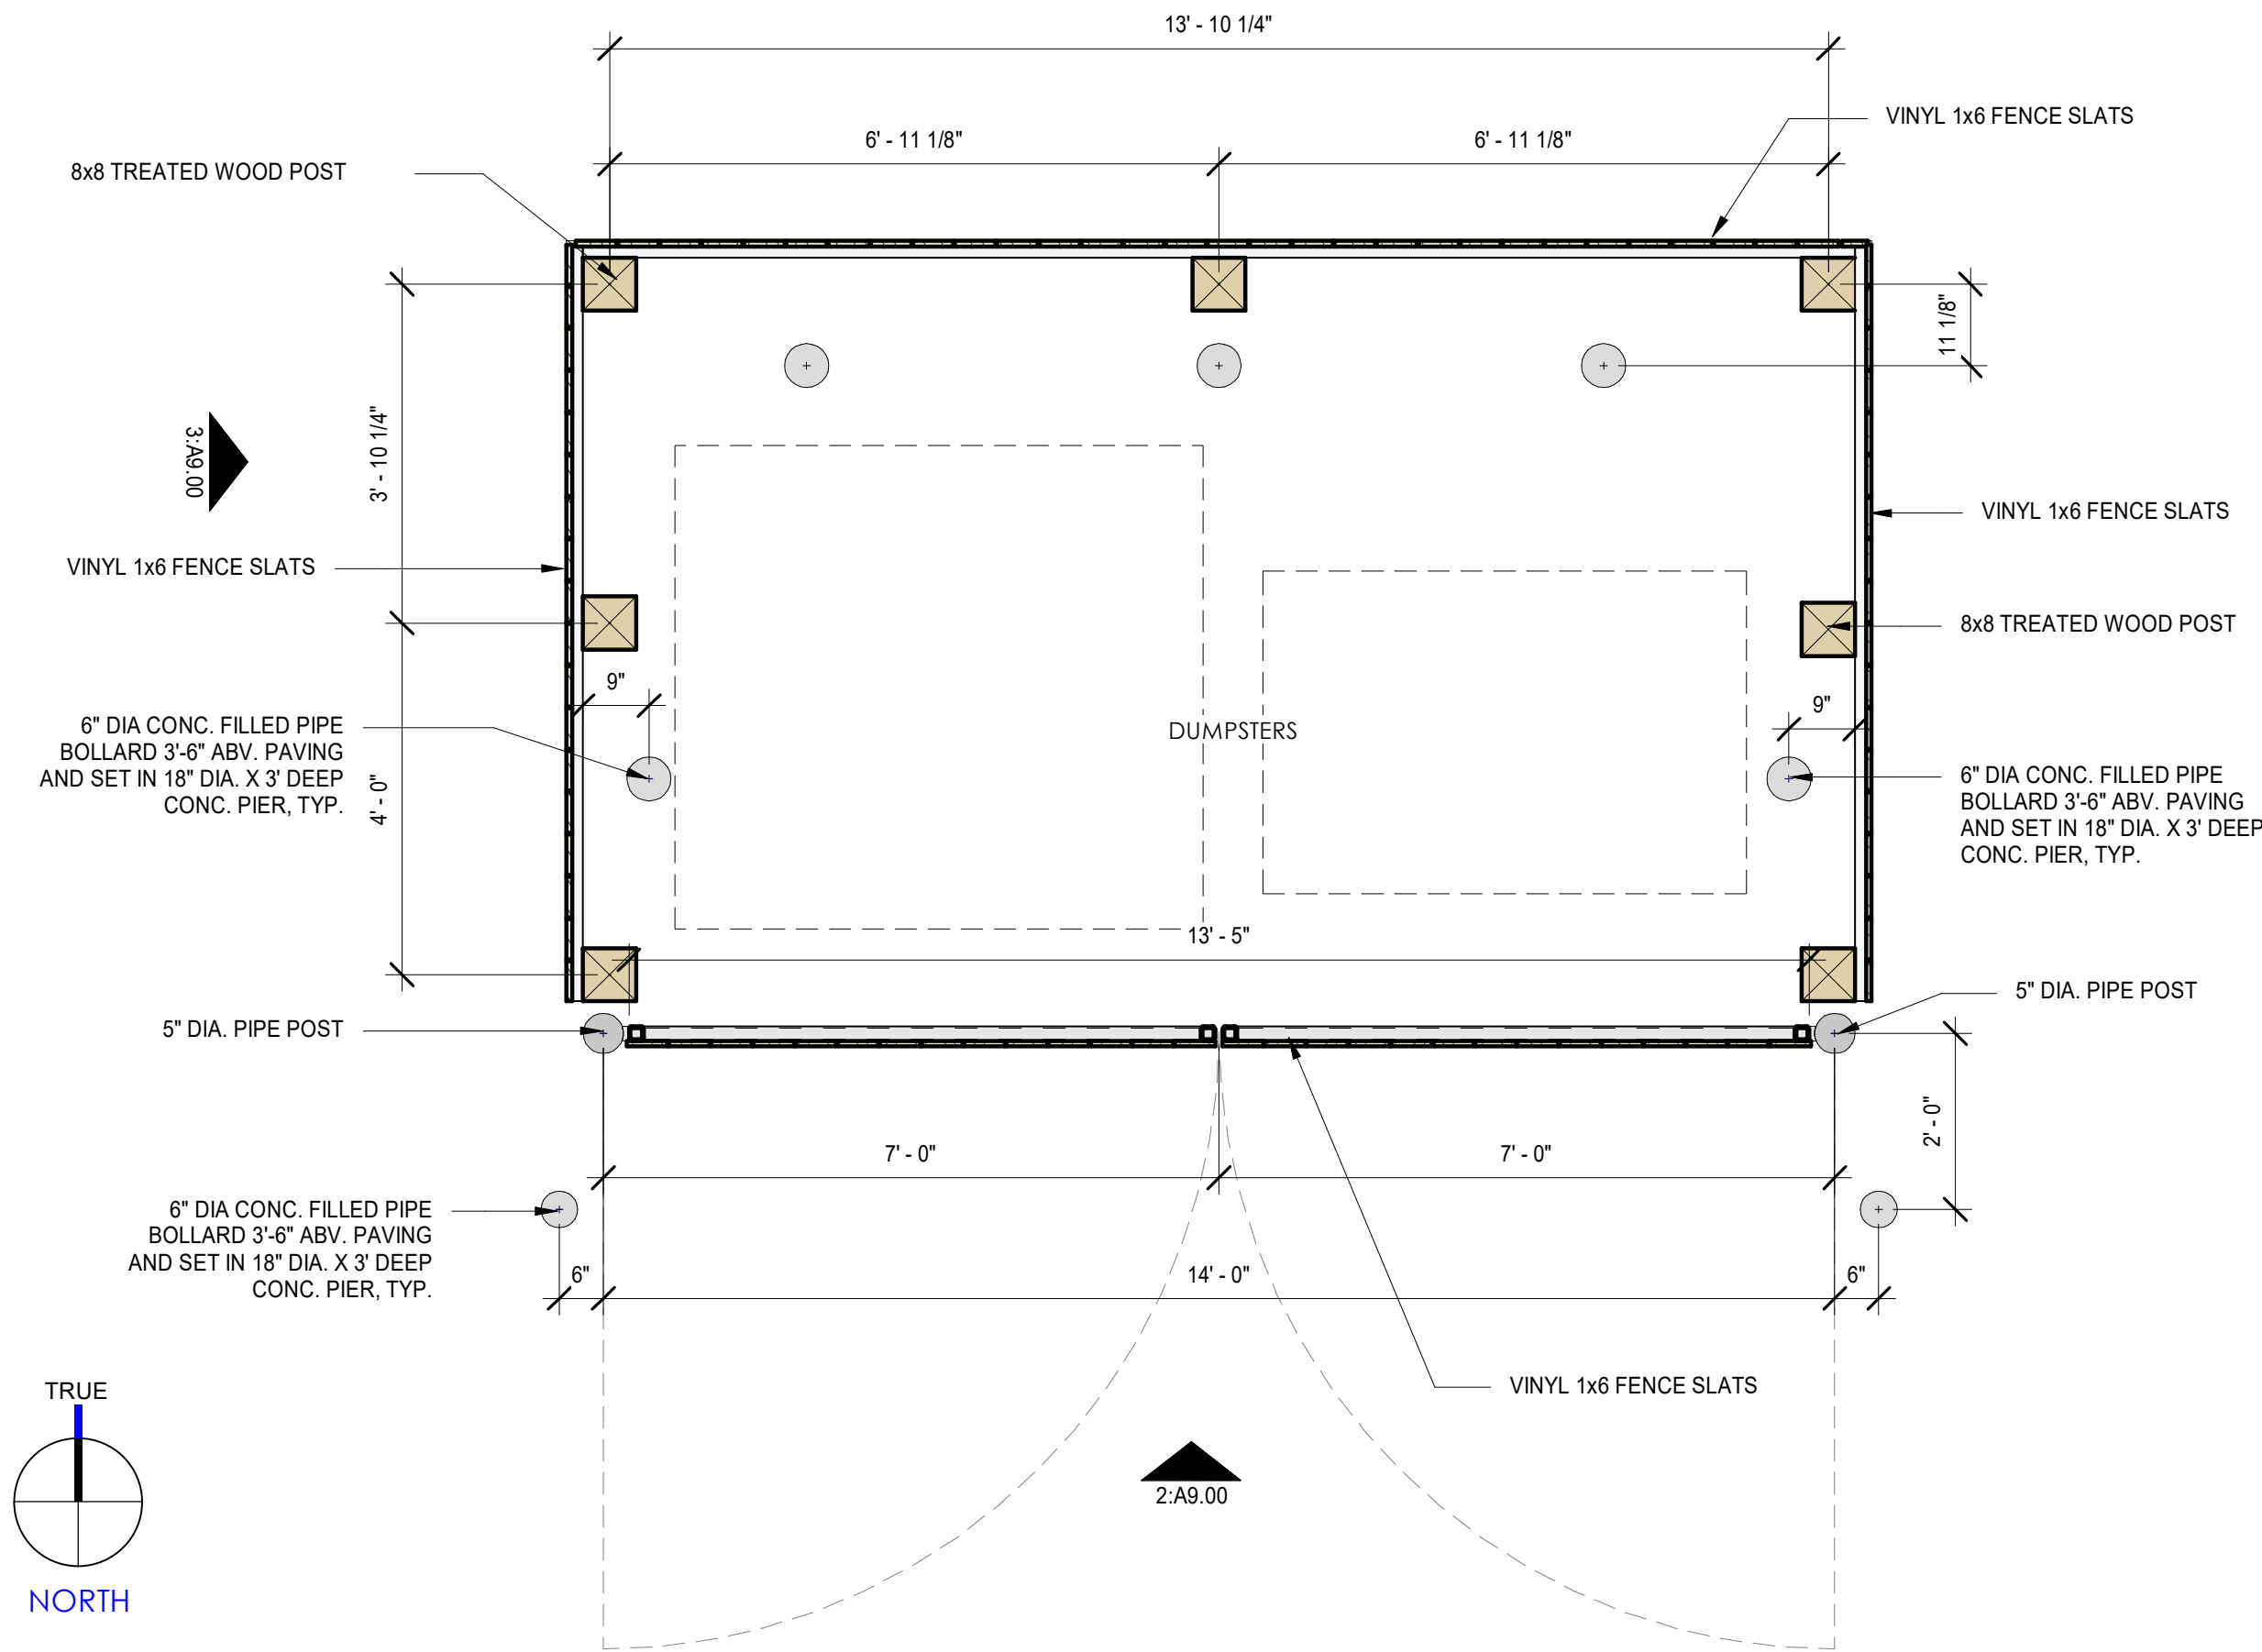 13' - 10 1/4"
6' - 11 1/8"
6' - 11 1/8"
VINYL 1x6 FENCE SLATS
8x8 TREATED WOOD POST
11 1/8"
3' - 10 1/4"
3:A9.00
VINYL 1x6 FENCE SLATS
VINYL 1x6 FENCE SLATS
8x8 TREATED WOOD POST
9"
9"
DUMPSTERS
6" DIA CONC. FILLED PIPE
BOLLARD 3'-6" ABV. PAVING
AND SET IN 18" DIA. X 3' DEEP
CONC. PIER, TYP.
4' - 0"
6" DIA CONC. FILLED PIPE
BOLLARD 3'-6" ABV. PAVING
AND SET IN 18" DIA. X 3' DEEP
CONC. PIER, TYP.
13' - 5"
5" DIA. PIPE POST
5" DIA. PIPE POST
2' - 0"
7' - 0"
7' - 0"
6" DIA CONC. FILLED PIPE
BOLLARD 3'-6" ABV. PAVING
AND SET IN 18" DIA. X 3' DEEP
CONC. PIER, TYP.
6"
14' - 0"
6"
VINYL 1x6 FENCE SLATS
TRUE
NORTH
2:A9.00